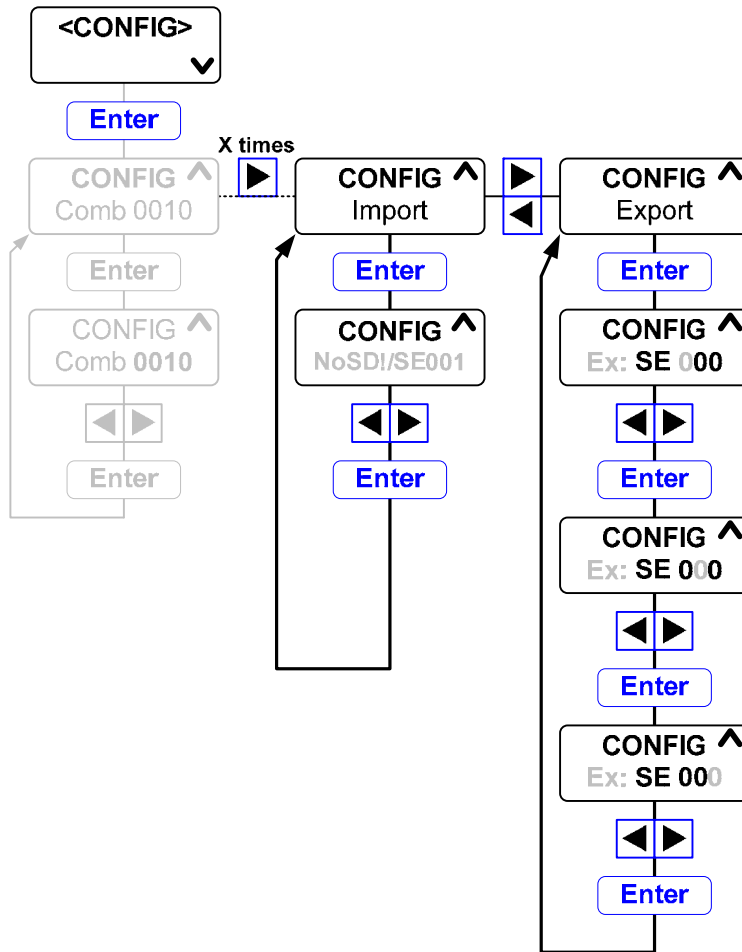 <CONFIG>
Enter
X times
CONFIG
Comb 0010
CONFIG
Import
CONFIG
Export
Enter
Enter
Enter
CONFIG
Comb 0010
CONFIG
NoSD!/SE001
CONFIG
Ex: SE 000
Enter
Enter
Enter
CONFIG
Ex: SE 000
Enter
CONFIG
Ex: SE 000
Enter